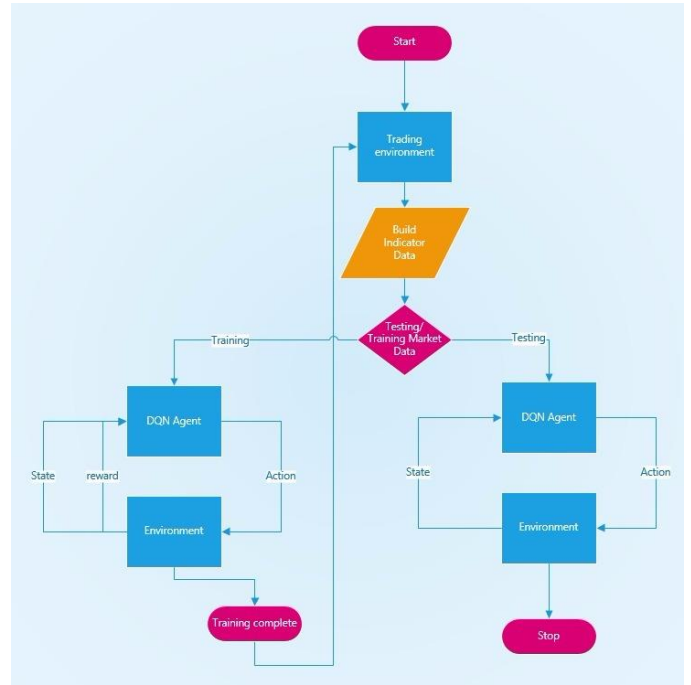 Start
Trading
environment
Build
Indicator
Data
Testing/
Training Market
Data
Training
Testing
DQN Agent
DQN Agent
State
reward
Action
State
Action
Environment
Environment
Training complete
Stop